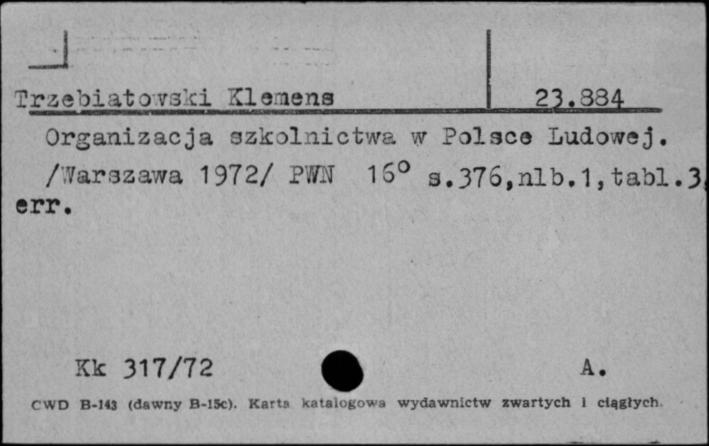 Trzebiatowski Klemens 23.884
Organizacja szkolnictwa w Polsce Ludowej.
/Warszawa 1972/ PWN 16° s.376,nlb.1,tabl.3,
err.
Kk 317/72 A.
CWD B-143 (dawny B-15c). Karta katalogowa wydawnictw zwartych i ciągłych.